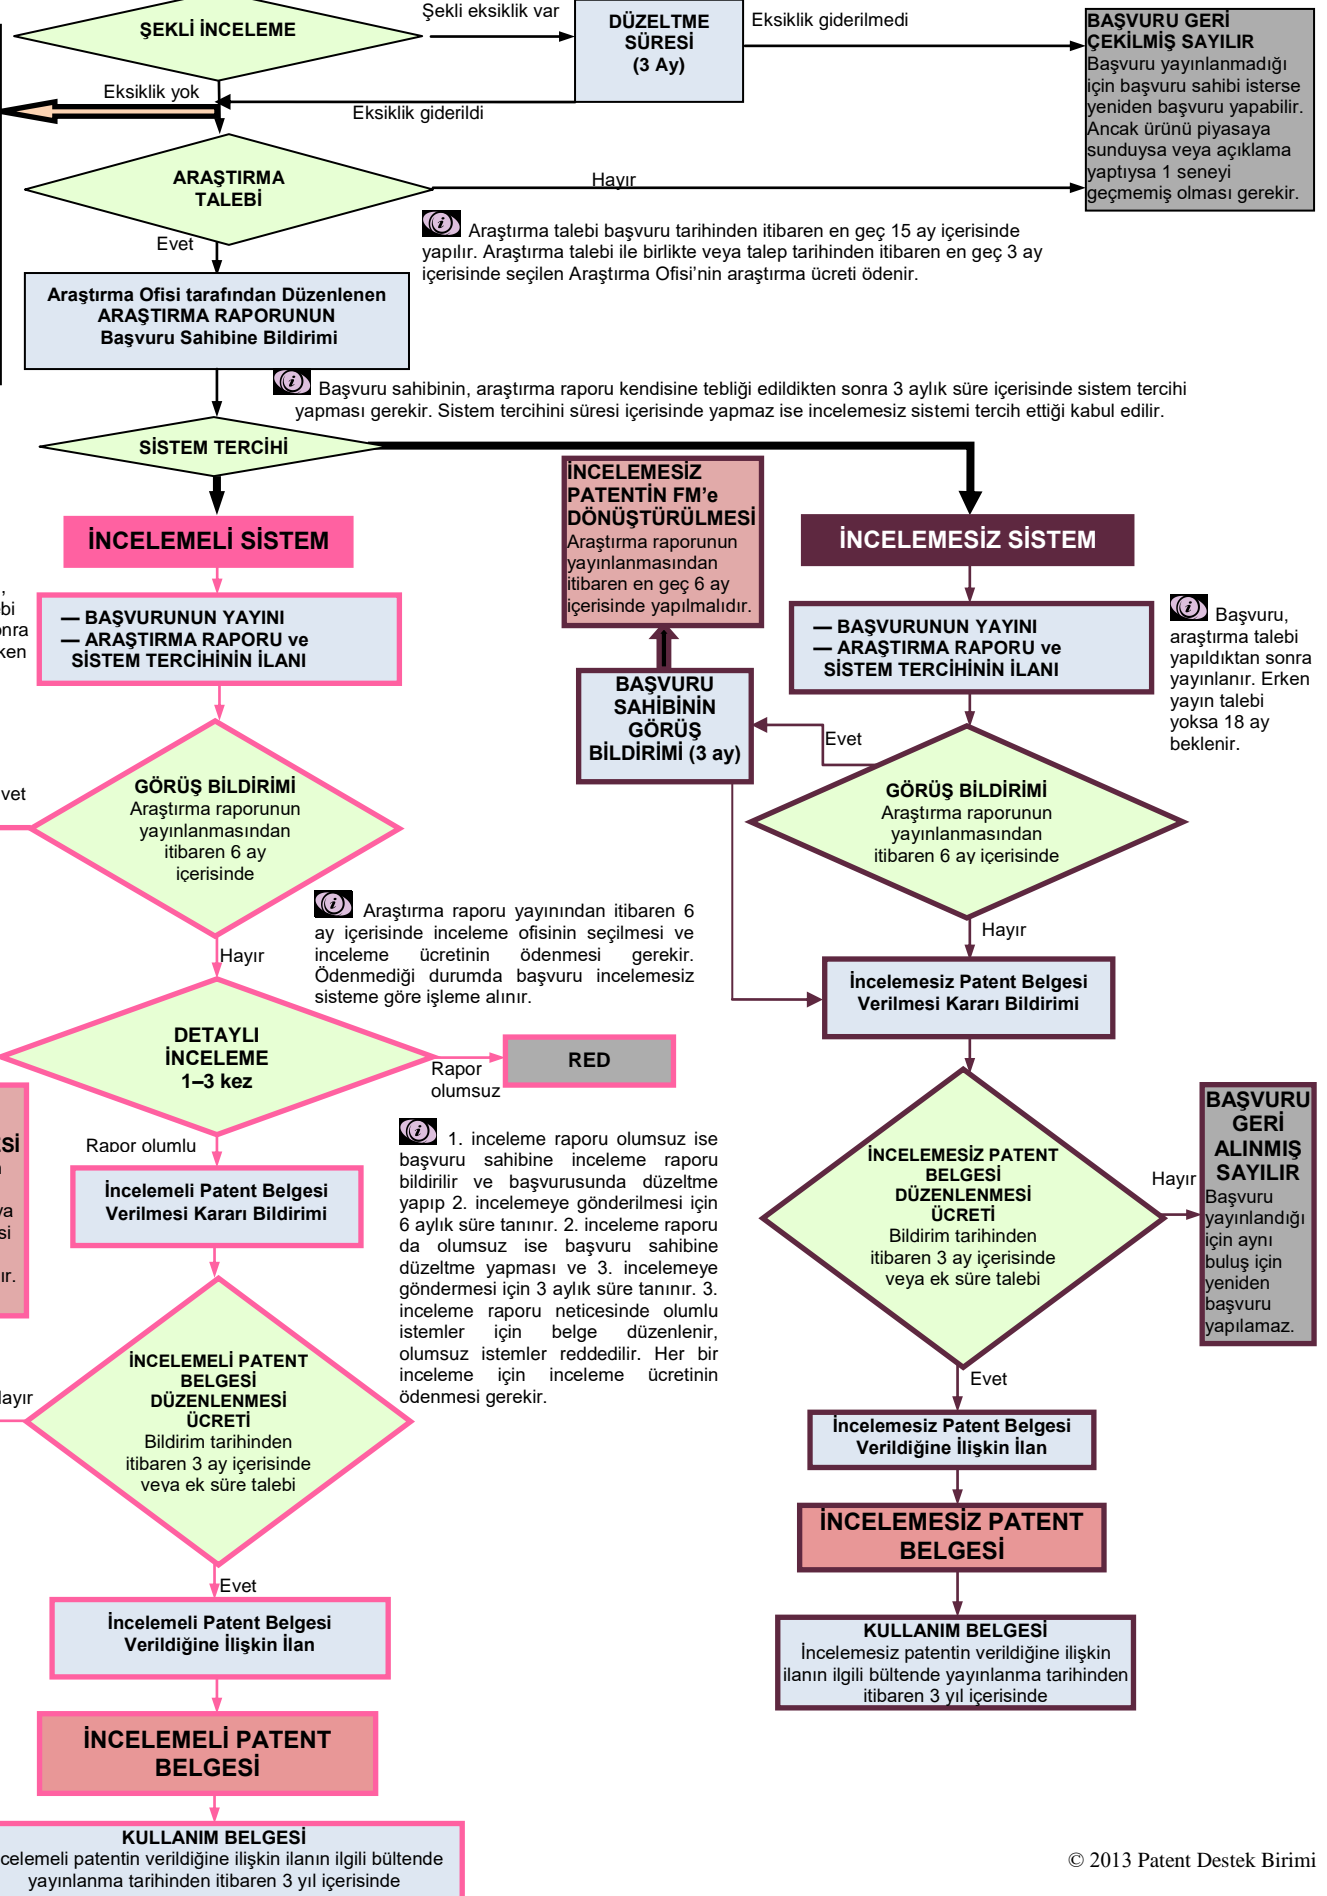 ŞEKLİ İNCELEME
Şekli eksiklik var
DÜZELTME
SÜRESİ
(3 Ay)
Eksiklik giderilmedi
BAŞVURU GERİ
ÇEKİLMİŞ SAYILIR
Başvuru yayınlanmadığı
için başvuru sahibi isterse
yeniden başvuru yapabilir.
Ancak ürünü piyasaya
sunduysa veya açıklama
yaptıysa 1 seneyi
geçmemiş olması gerekir.
Eksiklik yok
Eksiklik giderildi
ARAŞTIRMA
TALEBİ
Hayır
Evet
Araştırma talebi başvuru tarihinden itibaren en geç 15 ay içerisinde
yapılır. Araştırma talebi ile birlikte veya talep tarihinden itibaren en geç 3 ay
içerisinde seçilen Araştırma Ofisi’nin araştırma ücreti ödenir.
Araştırma Ofisi tarafından Düzenlenen
ARAŞTIRMA RAPORUNUN
Başvuru Sahibine Bildirimi
Başvuru sahibinin, araştırma raporu kendisine tebliği edildikten sonra 3 aylık süre içerisinde sistem tercihi
yapması gerekir. Sistem tercihini süresi içerisinde yapmaz ise incelemesiz sistemi tercih ettiği kabul edilir.
SİSTEM TERCİHİ
İNCELEMELİ SİSTEM
İNCELEMESİZ
PATENTİN FM’e
DÖNÜŞTÜRÜLMESİ
Araştırma raporunun
yayınlanmasından
itibaren en geç 6 ay
içerisinde yapılmalıdır.
İNCELEMESİZ SİSTEM
,
bi
onra
ken
— BAŞVURUNUN YAYINI
— ARAŞTIRMA RAPORU ve
SİSTEM TERCİHİNİN İLANI
— BAŞVURUNUN YAYINI
— ARAŞTIRMA RAPORU ve
SİSTEM TERCİHİNİN İLANI
Başvuru,
araştırma talebi
yapıldıktan sonra
yayınlanır. Erken
yayın talebi
yoksa 18 ay
beklenir.
BAŞVURU
SAHİBİNİN
GÖRÜŞ
BİLDİRİMİ (3 ay)
Evet
vet
GÖRÜŞ BİLDİRİMİ
Araştırma raporunun
yayınlanmasından
itibaren 6 ay
içerisinde
GÖRÜŞ BİLDİRİMİ
Araştırma raporunun
yayınlanmasından
itibaren 6 ay içerisinde
Hayır
Araştırma raporu yayınından itibaren 6
ay içerisinde inceleme ofisinin seçilmesi ve
inceleme ücretinin ödenmesi gerekir.
Ödenmediği durumda başvuru incelemesiz
sisteme göre işleme alınır.
Hayır
İncelemesiz Patent Belgesi
Verilmesi Kararı Bildirimi
DETAYLI
İNCELEME
1–3 kez
Rapor
olumsuz
RED
Rapor olumlu
ESİ
n
ya
si
ır.
İncelemeli Patent Belgesi
Verilmesi Kararı Bildirimi
1. inceleme raporu olumsuz ise
başvuru sahibine inceleme raporu
bildirilir ve başvurusunda düzeltme
yapıp 2. incelemeye gönderilmesi için
6 aylık süre tanınır. 2. inceleme raporu
da olumsuz ise başvuru sahibine
düzeltme yapması ve 3. incelemeye
göndermesi için 3 aylık süre tanınır. 3.
inceleme raporu neticesinde olumlu
istemler için belge düzenlenir,
olumsuz istemler reddedilir. Her bir
inceleme için inceleme ücretinin
ödenmesi gerekir.
İNCELEMESİZ PATENT
BELGESİ
DÜZENLENMESİ
ÜCRETİ
Bildirim tarihinden
itibaren 3 ay içerisinde
veya ek süre talebi
Hayır
BAŞVURU
GERİ
ALINMIŞ
SAYILIR
Başvuru
yayınlandığı
için aynı
buluş için
yeniden
başvuru
yapılamaz.
İNCELEMELİ PATENT
BELGESİ
DÜZENLENMESİ
ÜCRETİ
Bildirim tarihinden
itibaren 3 ay içerisinde
veya ek süre talebi
layır
Evet
İncelemesiz Patent Belgesi
Verildiğine İlişkin İlan
İNCELEMESİZ PATENT
BELGESİ
Evet
İncelemeli Patent Belgesi
Verildiğine İlişkin İlan
KULLANIM BELGESİ
İncelemesiz patentin verildiğine ilişkin
ilanın ilgili bültende yayınlanma tarihinden
itibaren 3 yıl içerisinde
İNCELEMELİ PATENT
BELGESİ
KULLANIM BELGESİ
celemeli patentin verildiğine ilişkin ilanın ilgili bültende
yayınlanma tarihinden itibaren 3 yıl içerisinde
© 2013 Patent Destek Birimi